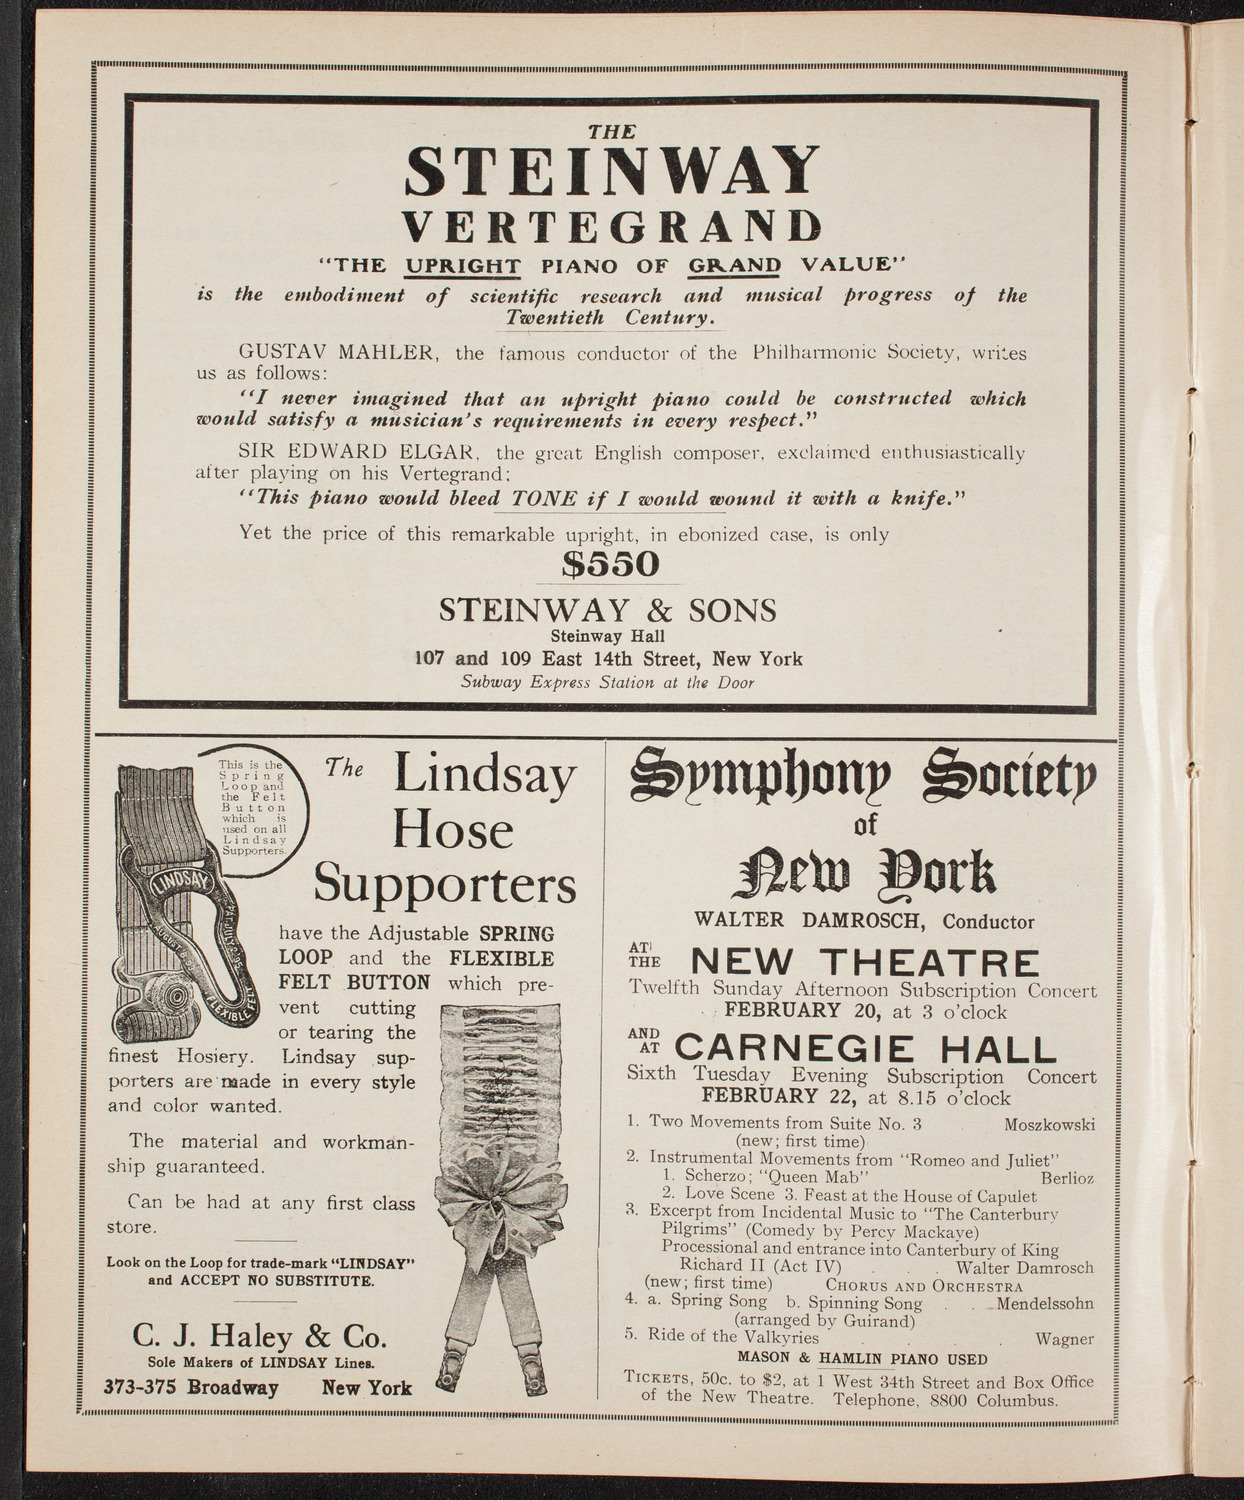 THE
STEINWAY
VERTEGRAND
"THE UPRIGHT PIANO OF GRAND VALUE"
is the embodiment of scientific research and musical progress of the
Twentieth Century.
GUSTAV MAHLER, the famous conductor of the Philharmonic Society, writes
us as follows:
"I never imagined that an upright piano could be constructed which
would satisfy a musician's requirements in every respect."
SIR EDWARD ELGAR, the great English composer, exclaimed enthusiastically
after playing on his Vertegrand:
"This piano would bleed TONE if I would wound it with a knife."
Yet the price of this remarkable upright, in ebonized case, is only
$550
STEINWAY & SONS
Steinway Hall
107 and 109 East 14th Street, New York
Subway Express Station at the Door
This is the
Spring
Loop and
the Felt
Button
which is
used on all
Lindsay
Supporters.
LINDSAY
FLEXIBLE FELT
The Lindsay
Hose
Supporters
have the Adjustable SPRING
LOOP and the FLEXIBLE
FELT BUTTON which pre-
vent cutting
or tearing the
finest Hosiery. Lindsay sup-
porters are made in every style
and color wanted.
The material and workman-
ship guaranteed.
Can be had at any first class
store.
Look on the Loop for trade-mark "LINDSAY"
and ACCEPT NO SUBSTITUTE.
C. J. Haley & Co.
Sole Makers of LINDSAY Lines.
373-375 Broadway New York
Symphony Society
of
New York
WALTER DAMROSCH, Conductor
AT THE NEW THEATRE
Twelfth Sunday Afternoon Subscription Concert
FEBRUARY 20, at 3 o'clock
AND AT CARNEGIE HALL
Sixth Tuesday Evening Subscription Concert
FEBRUARY 22, at 8.15 o'clock
1. Two Movements from Suite No. 3 . Moszkowski
(new; first time)
2. Instrumental Movements from "Romeo and Juliet"
1. Scherzo; "Queen Mab" Berlioz
2. Love Scene 3. Feast at the House of Capulet
3. Excerpt from Incidental Music to "The Canterbury
Pilgrims" (Comedy by Percy Mackaye)
Processional and entrance into Canterbury of King
Richard II (Act IV) . . . Walter Damrosch
(new; first time) CHORUS AND ORCHESTRA
4. a. Spring Song b. Spinning Song . . Mendelssohn
(arranged by Guirand)
5. Ride of the Valkyries . . . Wagner
MASON & HAMLIN PIANO USED
TICKETS, 50c. to $2, at 1 West 34th Street and Box Office
of the New Theatre. Telephone, 8800 Columbus.